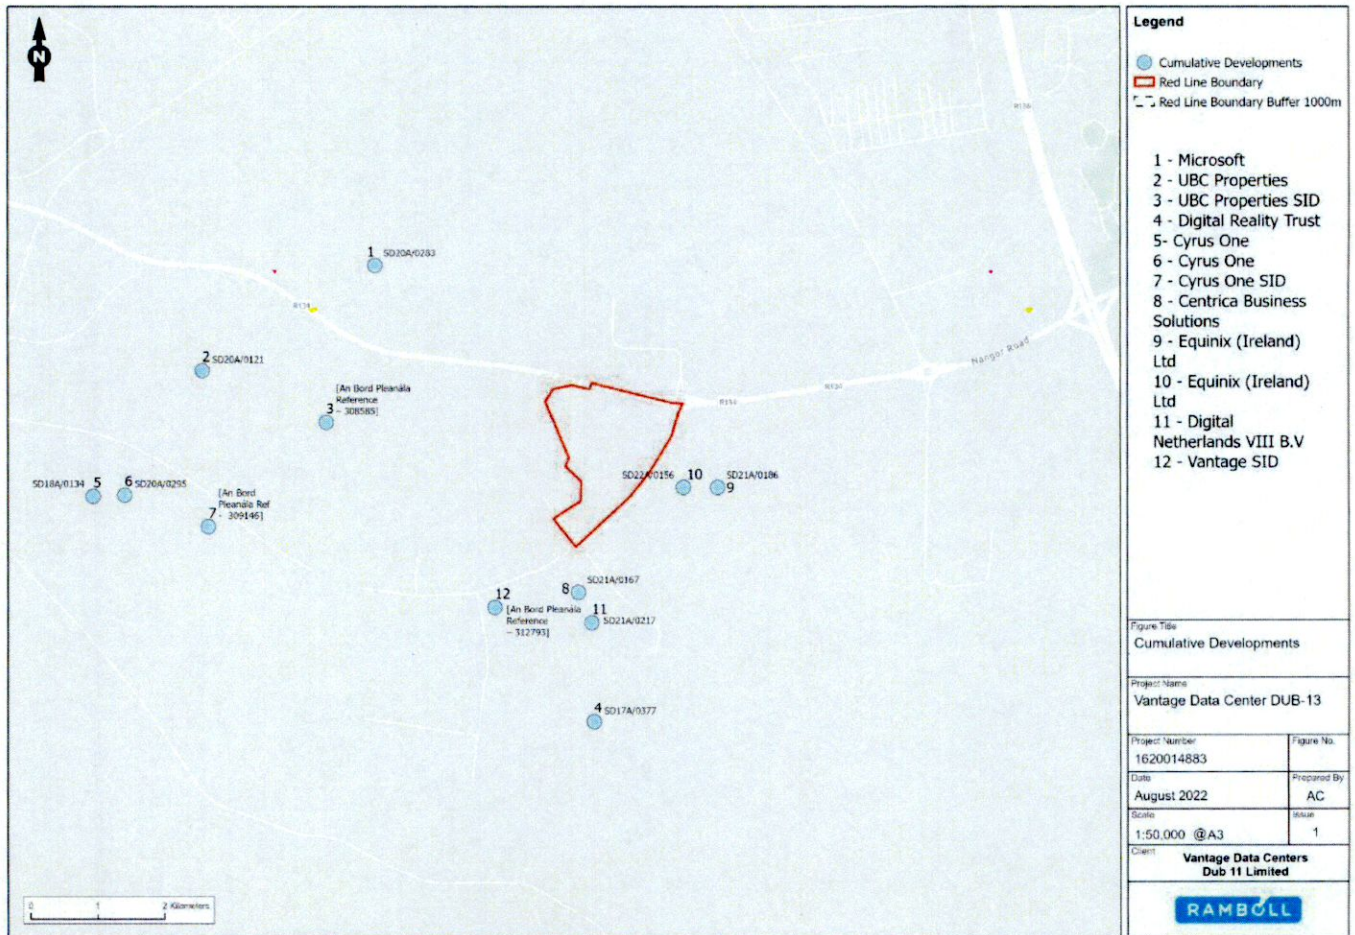 N
R136
1 SD20A/0283
R134
2 SD20A/0121
[An Bord Pleanála
Reference
– 308585]
3
Nangor Road
R134
R134
SD18A/0134 5
6 SD20A/0295
[An Bord
Pleanála Ref
- 309146]
7
SD22A/0156 10
SD21A/0186
9
SD21A/0167
8
12
[An Bord Pleanála
Reference
– 312793]
11
SD21A/0217
4 SD17A/0377
0 1 2 Kilometers
Legend
Cumulative Developments
Red Line Boundary
Red Line Boundary Buffer 1000m
1 - Microsoft
2 - UBC Properties
3 - UBC Properties SID
4 - Digital Reality Trust
5- Cyrus One
6 - Cyrus One
7 - Cyrus One SID
8 - Centrica Business
Solutions
9 - Equinix (Ireland)
Ltd
10 - Equinix (Ireland)
Ltd
11 - Digital
Netherlands VIII B.V
12 - Vantage SID
Figure Title
Cumulative Developments
Project Name
Vantage Data Center DUB-13
Project Number
1620014883
Figure No.
Date
August 2022
Prepared By
AC
Scale
1:50,000 @A3
Issue
1
Client
Vantage Data Centers
Dub 11 Limited
RAMBOLL